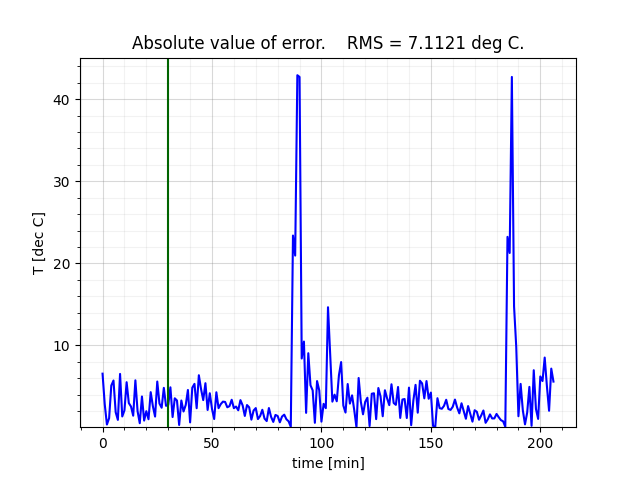 Absolute value of error.    RMS = 7.1121 deg C.
40
30
20
10
T [dec C]
0 50 100 150 200
time [min]